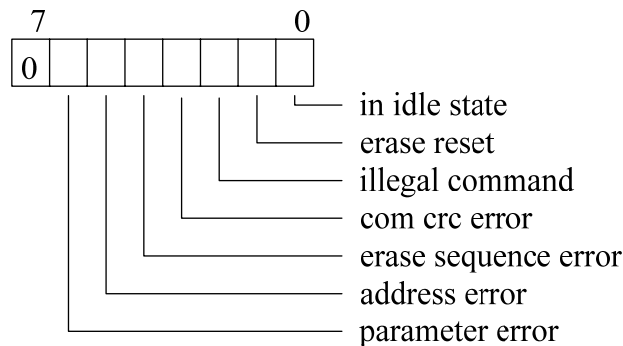 7 0
0
in idle state
erase reset
illegal command
com crc error
erase sequence error
address error
parameter error